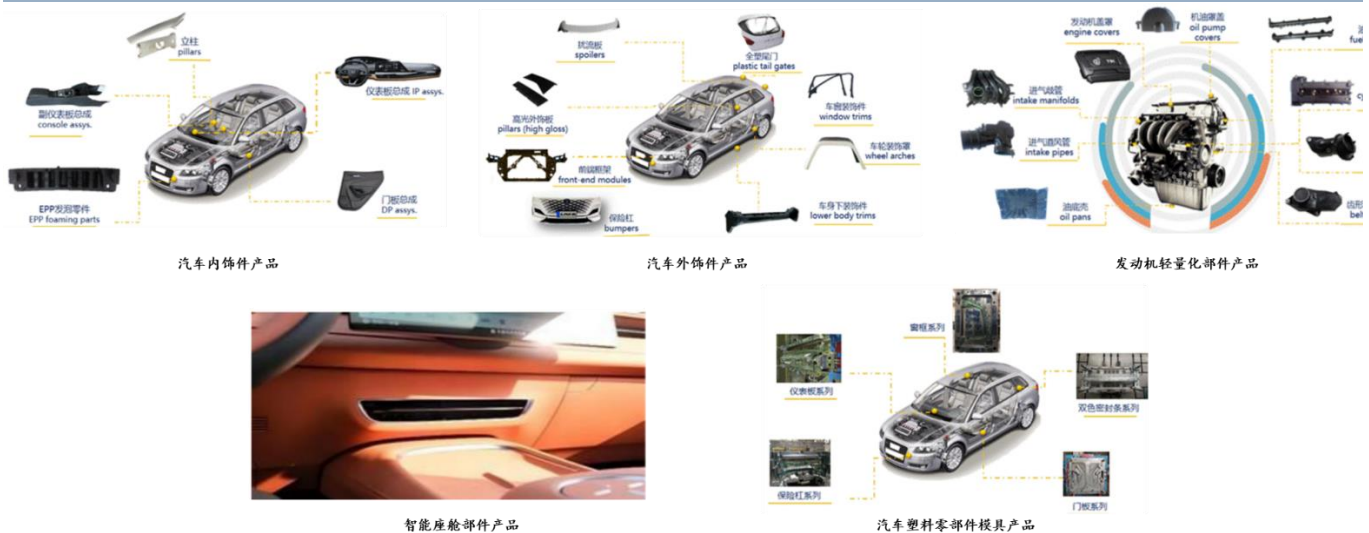 立柱
pillars
仪表板总成 IP assys.
副仪表板总成
console assys.
EPP发泡零件
EPP foaming parts
门板总成
DP assys.
汽车内饰件产品
扰流板
spoilers
全塑尾门
plastic tail gates
高光外饰板
pillars (high gloss)
车窗装饰件
window trims
前端框架
front-end modules
车轮装饰罩
wheel arches
保险杠
bumpers
车身下装饰件
lower body trims
汽车外饰件产品
发动机盖罩
engine covers
机油罩盖
oil pump
covers
进气歧管
intake manifolds
进气道风管
intake pipes
油底壳
oil pans
发动机轻量化部件产品
智能座舱部件产品
窗框系列
仪表板系列
双色密封条系列
保险杠系列
门板系列
汽车塑料零部件模具产品